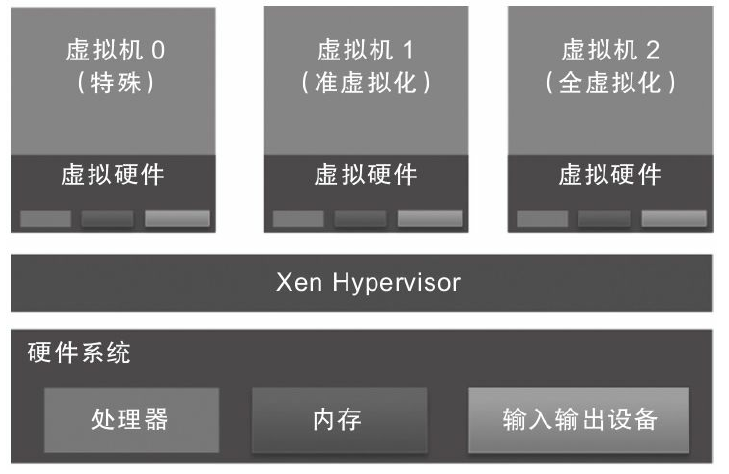 虚拟机 0
（特殊）
虚拟机 1
（准虚拟化）
虚拟机 2
（全虚拟化）
虚拟硬件
虚拟硬件
虚拟硬件
Xen Hypervisor
硬件系统
处理器
内存
输入输出设备